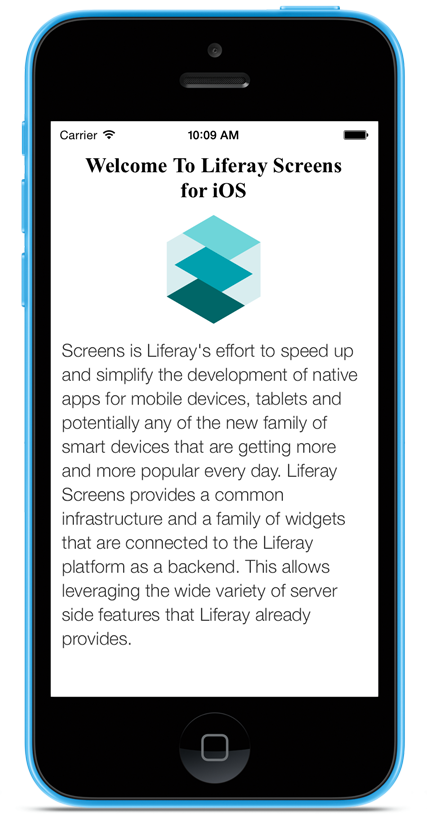 Carrier 10:09 AM
Welcome To Liferay Screens
for iOS
Screens is Liferay's effort to speed up
and simplify the development of native
apps for mobile devices, tablets and
potentially any of the new family of
smart devices that are getting more
and more popular every day. Liferay
Screens provides a common
infrastructure and a family of widgets
that are connected to the Liferay
platform as a backend. This allows
leveraging the wide variety of server
side features that Liferay already
provides.